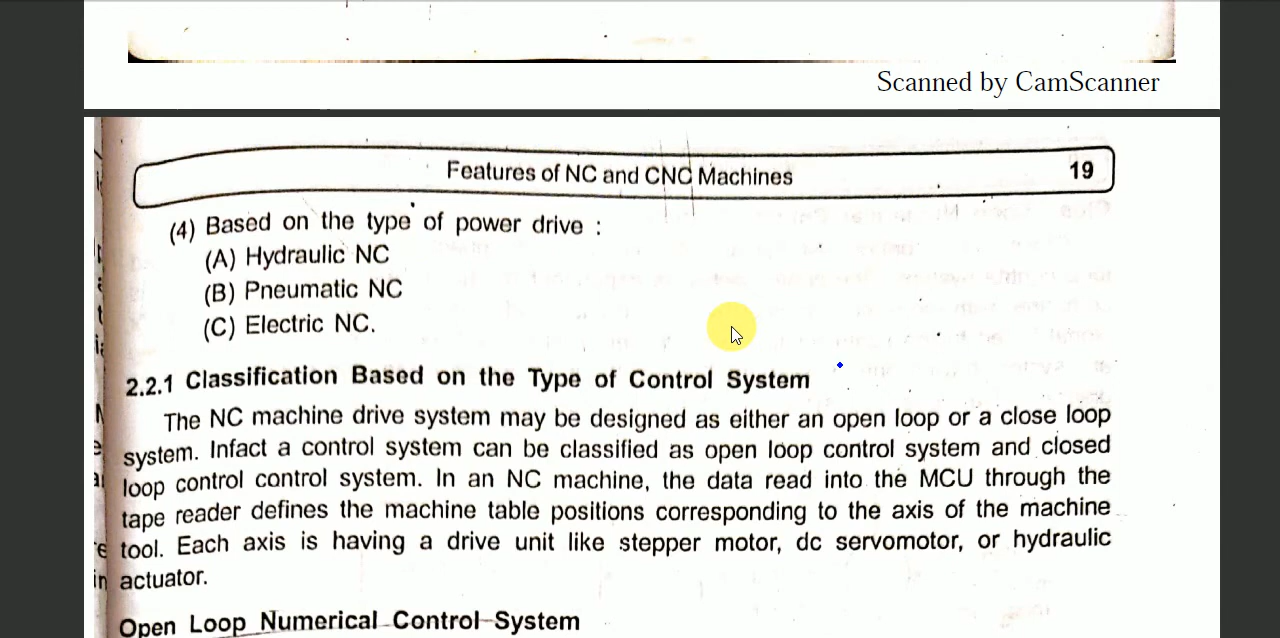 Scanned by CamScanner
Features of NC and CNC Machines 19
(4) Based on the type of power drive :
(A) Hydraulic NC
(B) Pneumatic NC
(C) Electric NC.
2.2.1 Classification Based on the Type of Control System
The NC machine drive system may be designed as either an open loop or a close loop
system. Infact a control system can be classified as open loop control system and closed
loop control control system. In an NC machine, the data read into the MCU through the
tape reader defines the machine table positions corresponding to the axis of the machine
tool. Each axis is having a drive unit like stepper motor, dc servomotor, or hydraulic
actuator.
Open Loop Numerical Control System